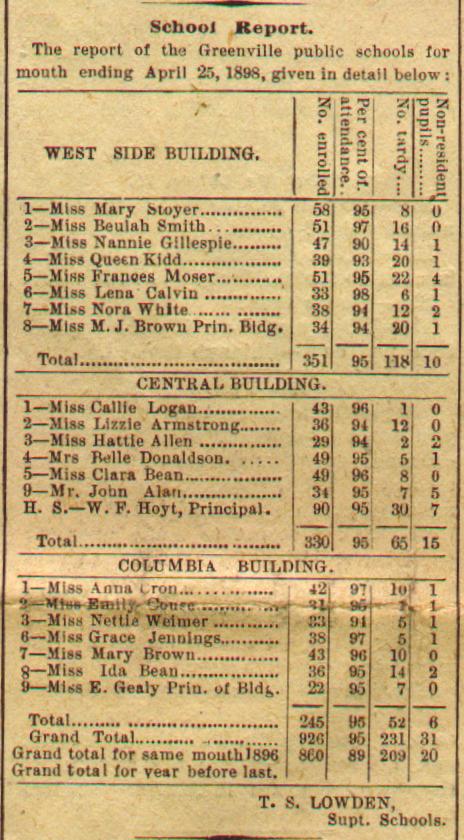 School Report.
The report of the Greenville public schools for
mouth ending April 25, 1898, given in detail below :
WEST SIDE BUILDING. No. enrolled Per cent of. attendance.. No. tardy.... Non-resident pupils.........
1—Miss Mary Stoyer............... 58 95 8 0
2—Miss Beulah Smith............... 51 97 16 0
3—Miss Nannie Gillespie......... 47 90 14 1
4—Miss Queen Kidd............... 39 93 20 1
5—Miss Frances Moser............ 51 95 22 4
6—Miss Lena Calvin .............. 33 98 6 1
7—Miss Nora White............... 38 94 12 2
8—Miss M. J. Brown Prin. Bldg. 34 94 20 1
Total................................. 351 95 118 10
CENTRAL BUILDING.
1—Miss Callie Logan............... 43 96 1 0
2—Miss Lizzie Armstrong........ 36 94 12 0
3—Miss Hattie Allen ............... 29 94 2 2
4—Mrs Belle Donaldson. ...... 49 95 5 1
5—Miss Clara Bean................ 49 96 8 0
9—Mr. John Alan.................. 34 95 7 5
H. S.—W. F. Hoyt, Principal. 90 95 30 7
Total................................. 330 95 65 15
COLUMBIA BUILDING.
1—Miss Anna Cron................. 42 97 10 1
2—Miss Emily Couse ............. 31 95 1 1
3—Miss Nettie Weimer ........... 33 94 5 1
6—Miss Grace Jennings.......... 38 97 5 1
7—Miss Mary Brown.............. 43 96 10 0
8—Miss Ida Bean................. 36 95 14 2
9—Miss E. Gealy Prin. of Bldg. 22 95 7 0
Total................................. 245 95 52 6
Grand Total........................ 926 95 231 31
Grand total for same mouth 1896 860 89 209 20
Grand total for year before last.
T. S. LOWDEN,
Supt. Schools.